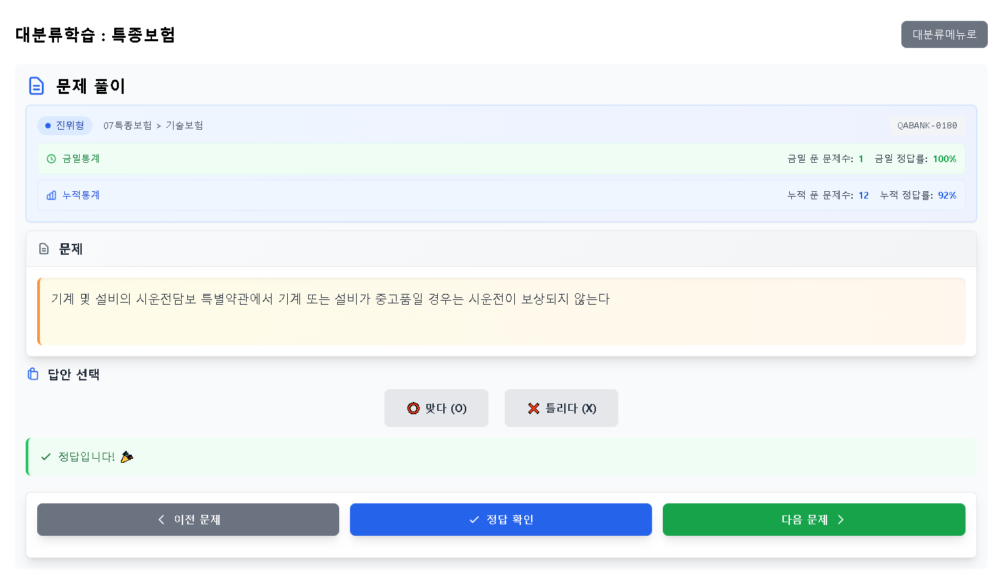 대분류학습 : 특종보험
대분류메뉴로
문제 풀이
진위형
07특종보험 > 기술보험
QABANK-0180
금일통계
금일 푼 문제수: 1 금일 정답률: 100%
누적통계
누적 푼 문제수: 12 누적 정답률: 92%
문제
기계 및 설비의 시운전담보 특별약관에서 기계 또는 설비가 중고품일 경우는 시운전이 보상되지 않는다
답안 선택
맞다 (O)
틀리다 (X)
정답입니다!
이전 문제
정답 확인
다음 문제